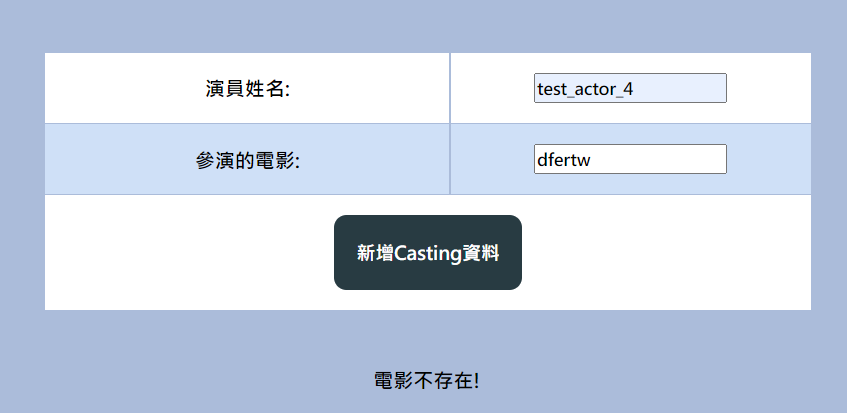 演員姓名:
test_actor_4
參演的電影:
dfertw
新增Casting資料
電影不存在!